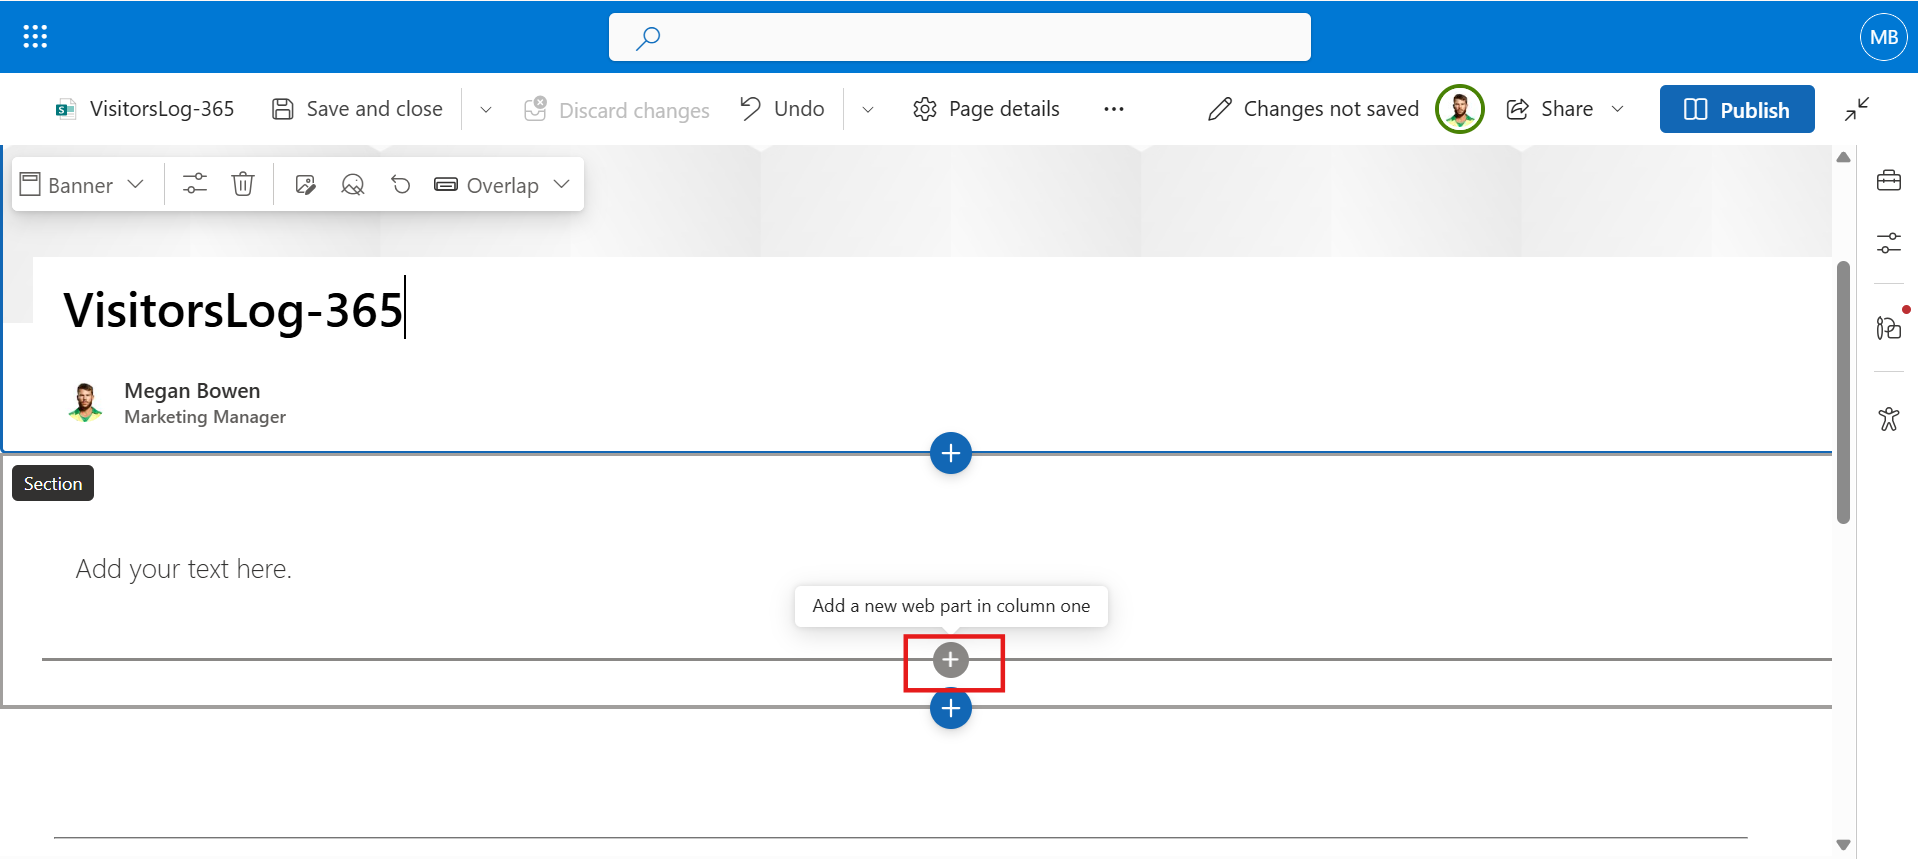 MB
VisitorsLog-365
Save and close
Discard changes
Undo
Page details
Changes not saved
Share
Publish
Banner
Overlap
VisitorsLog-365
Megan Bowen
Marketing Manager
Section
Add your text here.
Add a new web part in column one